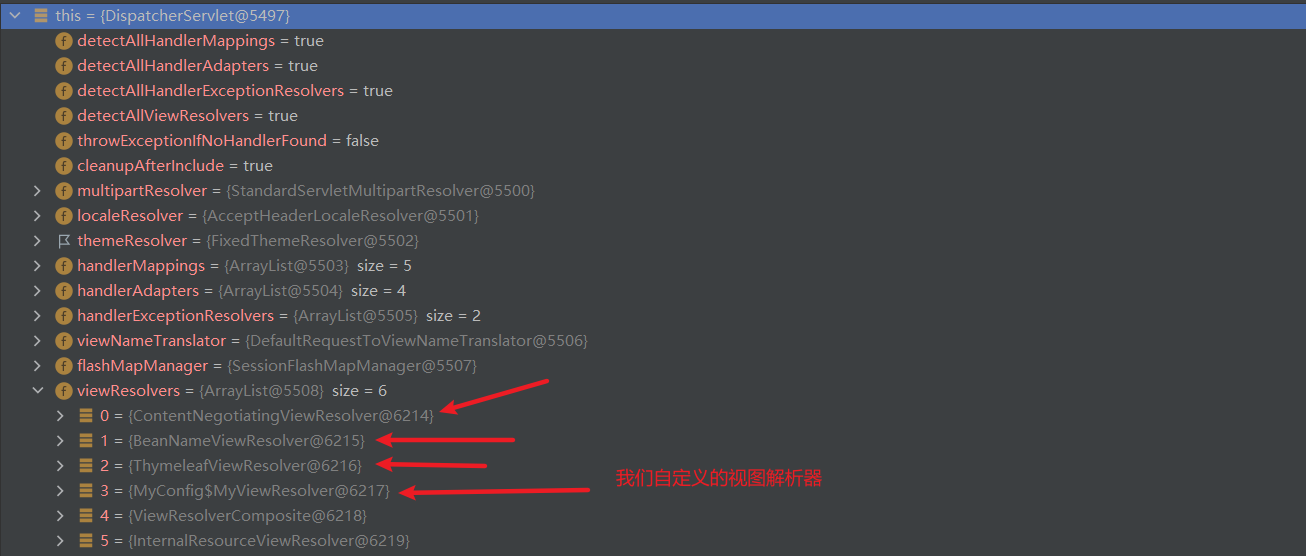 this = {DispatcherServlet@5497}
f detectAllHandlerMappings = true
f detectAllHandlerAdapters = true
f detectAllHandlerExceptionResolvers = true
f detectAllViewResolvers = true
f throwExceptionIfNoHandlerFound = false
f cleanupAfterInclude = true
f multipartResolver = {StandardServletMultipartResolver@5500}
f localeResolver = {AcceptHeaderLocaleResolver@5501}
themeResolver = {FixedThemeResolver@5502}
f handlerMappings = {ArrayList@5503} size = 5
f handlerAdapters = {ArrayList@5504} size = 4
f handlerExceptionResolvers = {ArrayList@5505} size = 2
f viewNameTranslator = {DefaultRequestToViewNameTranslator@5506}
f flashMapManager = {SessionFlashMapManager@5507}
f viewResolvers = {ArrayList@5508} size = 6
0 = {ContentNegotiatingViewResolver@6214}
1 = {BeanNameViewResolver@6215}
2 = {ThymeleafViewResolver@6216}
3 = {MyConfig$MyViewResolver@6217} 我们自定义的视图解析器
4 = {ViewResolverComposite@6218}
5 = {InternalResourceViewResolver@6219}